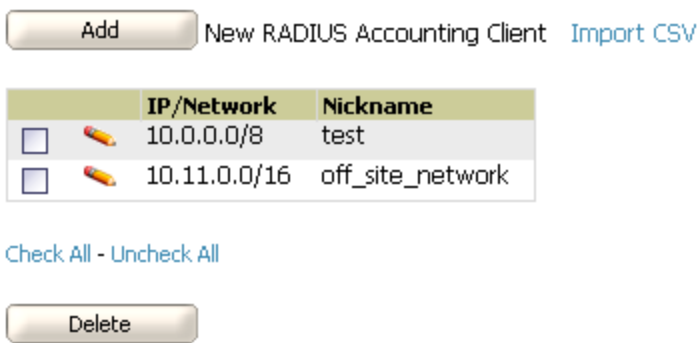 Add New RADIUS Accounting Client Import CSV
IP/Network Nickname
10.0.0.0/8 test
10.11.0.0/16 off_site_network
Check All - Uncheck All
Delete